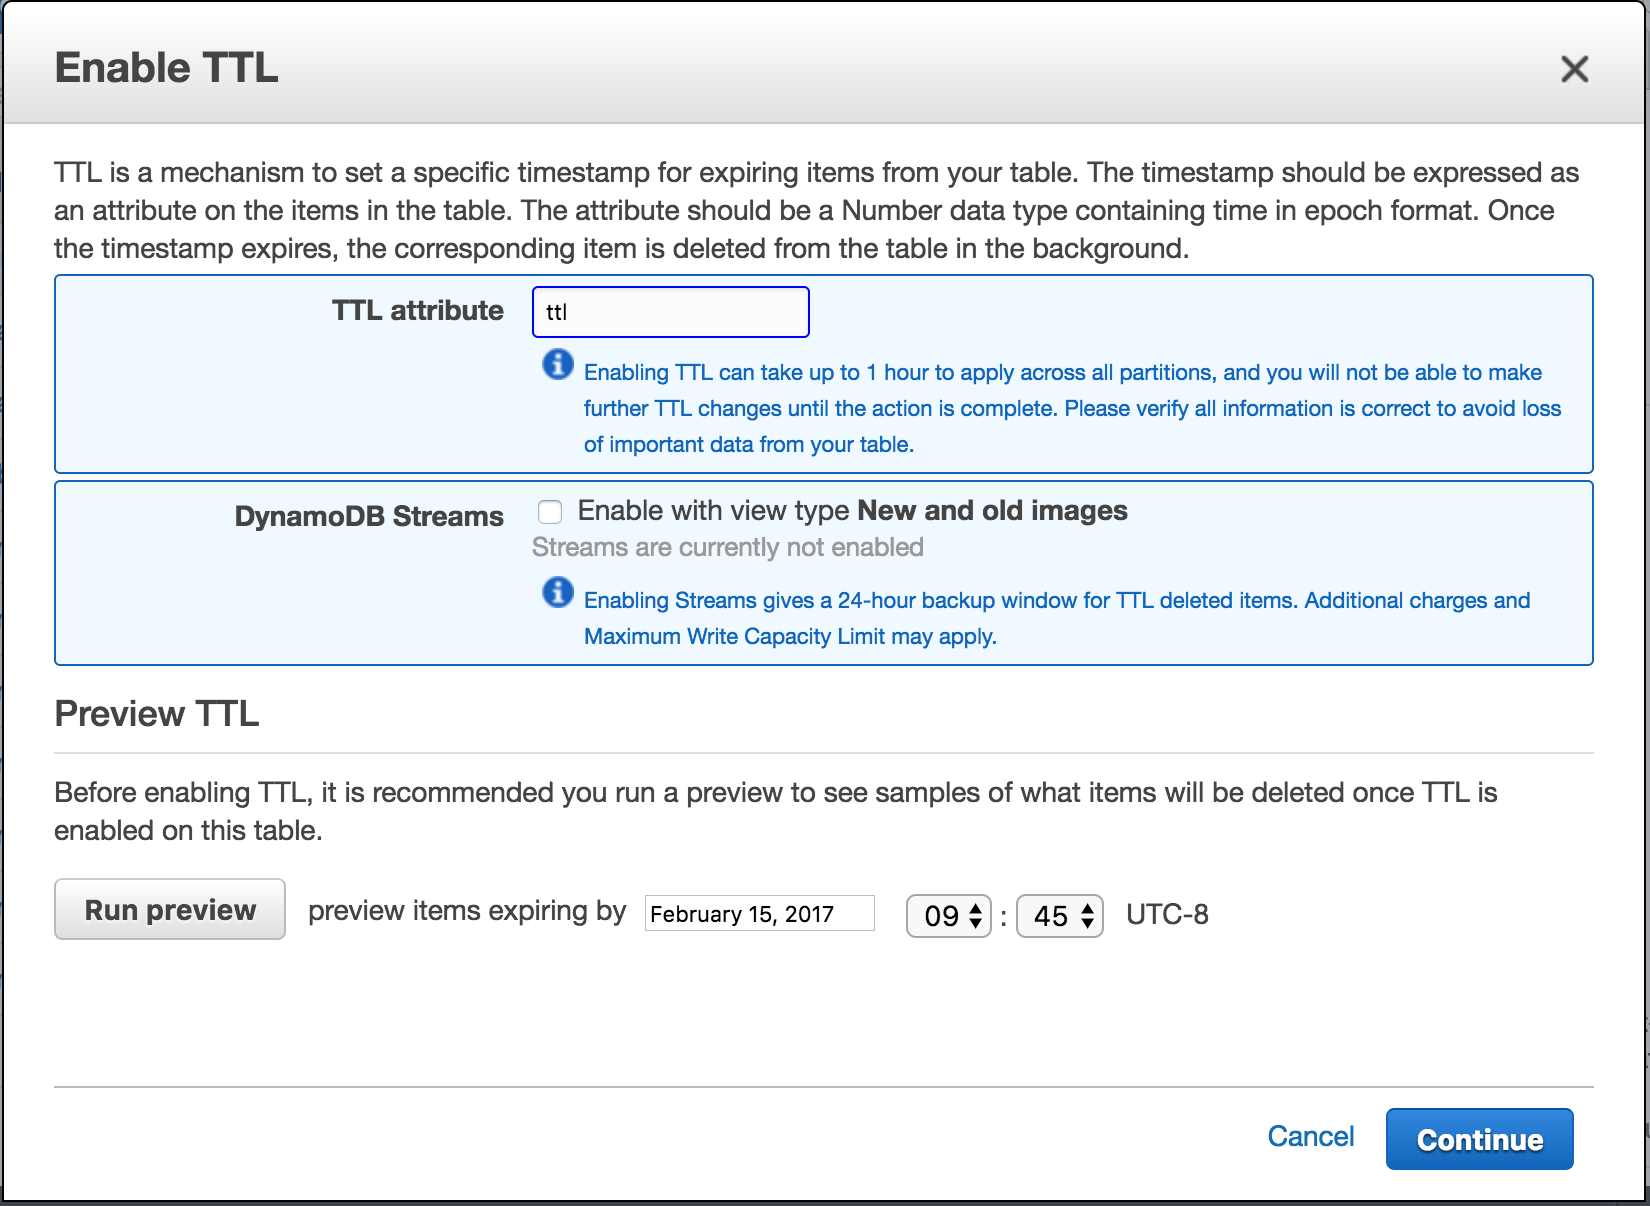 Enable TTL
TTL is a mechanism to set a specific timestamp for expiring items from your table. The timestamp should be expressed as
an attribute on the items in the table. The attribute should be a Number data type containing time in epoch format. Once
the timestamp expires, the corresponding item is deleted from the table in the background.
TTL attribute ttl
Enabling TTL can take up to 1 hour to apply across all partitions, and you will not be able to make
further TTL changes until the action is complete. Please verify all information is correct to avoid loss
of important data from your table.
DynamoDB Streams Enable with view type New and old images
Streams are currently not enabled
Enabling Streams gives a 24-hour backup window for TTL deleted items. Additional charges and
Maximum Write Capacity Limit may apply.
Preview TTL
Before enabling TTL, it is recommended you run a preview to see samples of what items will be deleted once TTL is
enabled on this table.
Run preview preview items expiring by February 15, 2017 09 : 45 UTC-8
Cancel Continue